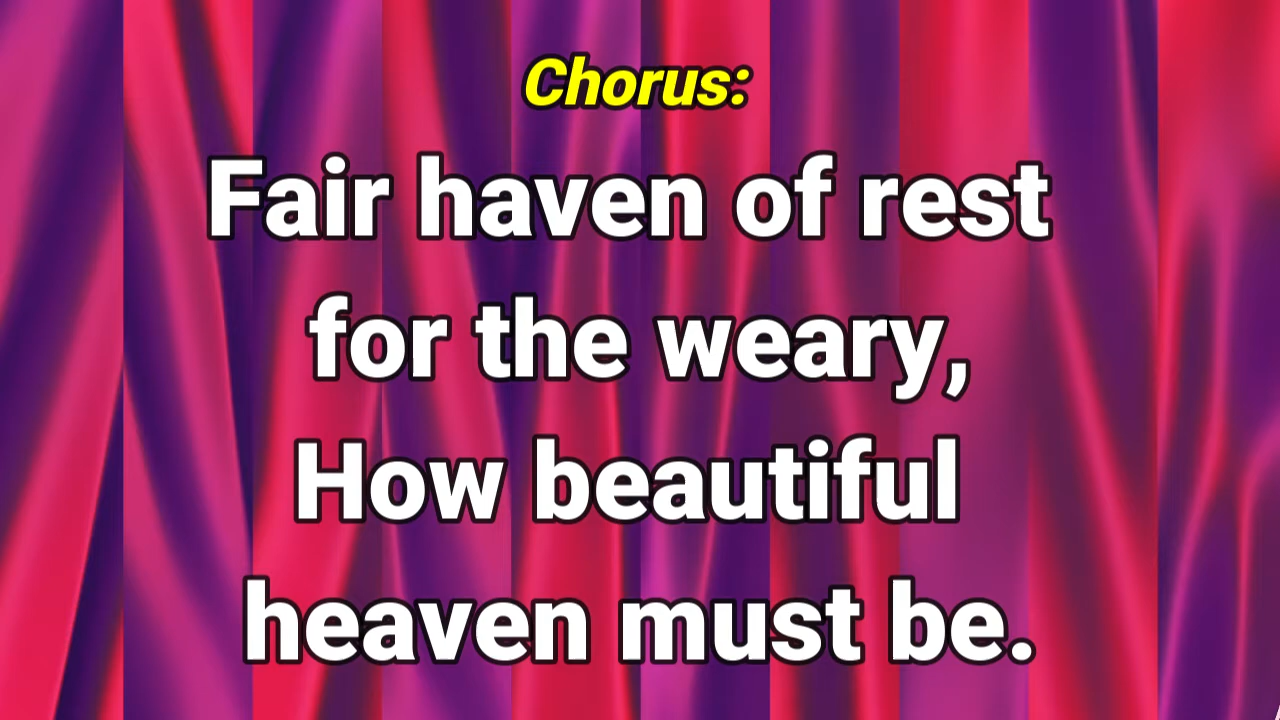 Chorus:
Fair haven of rest
for the weary,
How beautiful
heaven must be.